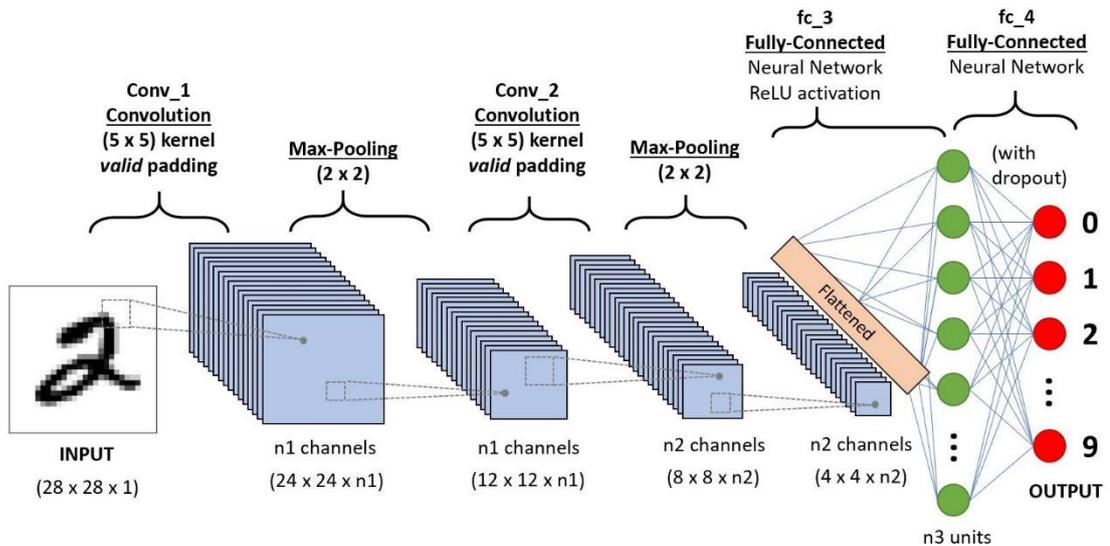 fc_3
Fully-Connected
Neural Network
ReLU activation
fc_4
Fully-Connected
Neural Network
Conv_1
Convolution
(5 x 5) kernel
valid padding
Max-Pooling
(2 x 2)
Conv_2
Convolution
(5 x 5) kernel
valid padding
Max-Pooling
(2 x 2)
(with
dropout)
Flattened
0
1
2
9
INPUT
(28 x 28 x 1)
n1 channels
(24 x 24 x n1)
n1 channels
(12 x 12 x n1)
n2 channels
(8 x 8 x n2)
n2 channels
(4 x 4 x n2)
OUTPUT
n3 units